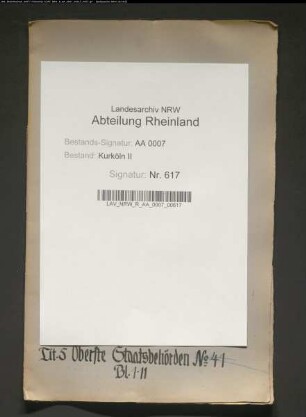 Landesarchiv NRW
Abteilung Rheinland
Bestands-Signatur: AA 0007
Bestand: Kurköln II
Signatur: Nr. 617
LAV_NRW_R_AA_0007_00617
Lit S Oberste Staatsbehörden No 41
Bl. 1-11